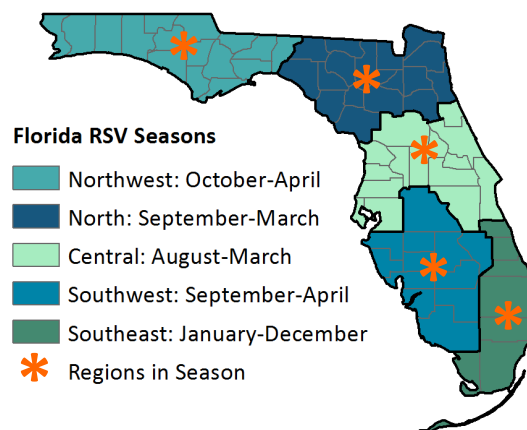 Florida RSV Seasons
Northwest: October-April
North: September-March
Central: August-March
Southwest: September-April
Southeast: January-December
Regions in Season